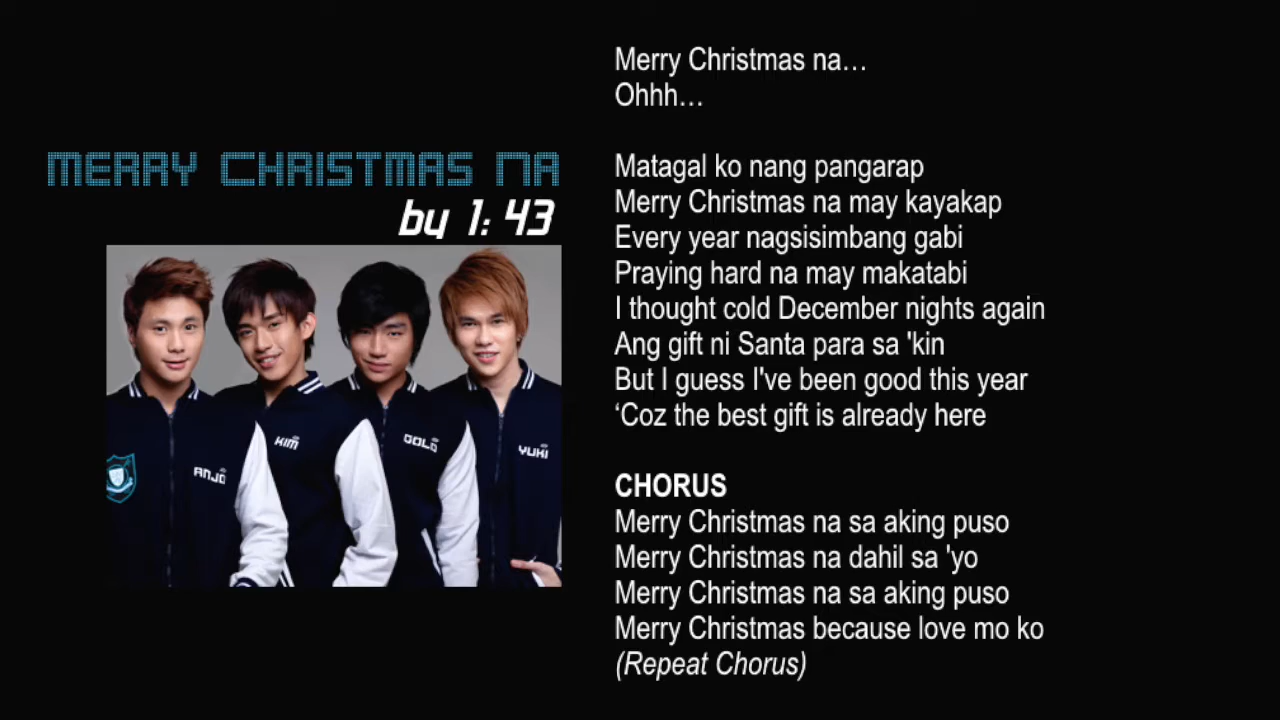 MERRY CHRISTMAS NA
by 1: 43
ANJO
KIM
GOLD
YUKI
Merry Christmas na…
Ohhh…
Matagal ko nang pangarap
Merry Christmas na may kayakap
Every year nagsisimbang gabi
Praying hard na may makatabi
I thought cold December nights again
Ang gift ni Santa para sa 'kin
But I guess I've been good this year
‘Coz the best gift is already here
CHORUS
Merry Christmas na sa aking puso
Merry Christmas na dahil sa 'yo
Merry Christmas na sa aking puso
Merry Christmas because love mo ko
(Repeat Chorus)